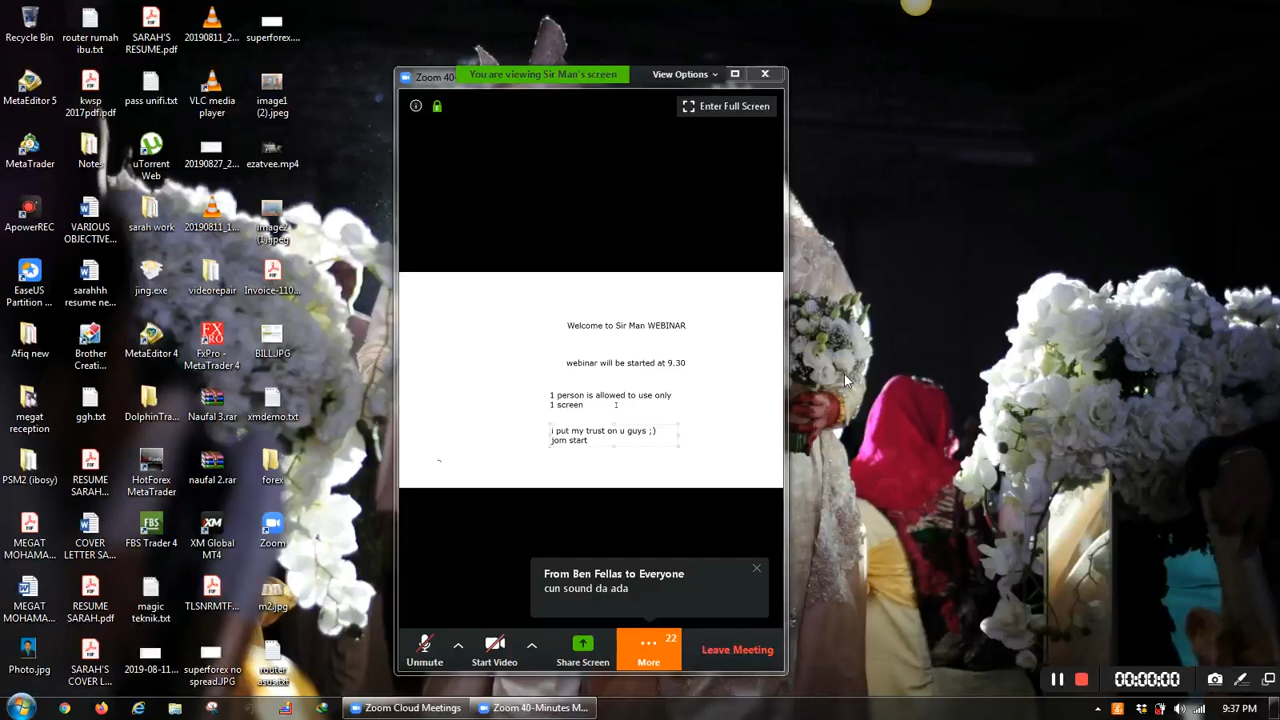 Recycle Bin
router rumah
ibu.txt
SARAH'S
RESUME.pdf
20190811_2...
superforex....
MetaEditor 5
kwsp
2017pdf.pdf
pass unifi.txt
VLC media
player
image1
(2).jpeg
MetaTrader
Notes
uTorrent
Web
20190827_2...
ezatvee.mp4
ApowerREC
VARIOUS
OBJECTIVE...
sarah work
20190811_1...
image2
(1).jpeg
EaseUS
Partition ...
sarahhh
resume ne...
jing.exe
videorepair
Invoice-110...
Afiq new
Brother
Creati...
MetaEditor 4
FxPro -
MetaTrader 4
BILL.JPG
megat
reception
ggh.txt
DolphinTra...
Naufal 3.rar
xmdemo.txt
PSM2 (ibosy)
RESUME
SARAH...
HotForex
MetaTrader
naufal 2.rar
forex
MEGAT
MOHAMA...
COVER
LETTER SA...
FBS Trader 4
XM Global
MT4
Zoom
MEGAT
MOHAM...
RESUME
SARAH.pdf
magic
teknik.txt
TLSNRMTF...
m2.jpg
Photo.jpg
SARAH'S
COVER L...
2019-08-11...
superforex no
spread.JPG
router
asus.txt
Zoom 40-
You are viewing Sir Man's screen
View Options
Enter Full Screen
Welcome to Sir Man WEBINAR
webinar will be started at 9.30
1 person is allowed to use only
1 screen
i put my trust on u guys ;)
jom start
From Ben Fellas to Everyone
cun sound da ada
Unmute
Start Video
Share Screen
22
More
Leave Meeting
00:00:00
Zoom Cloud Meetings
Zoom 40-Minutes M...
9:37 PM